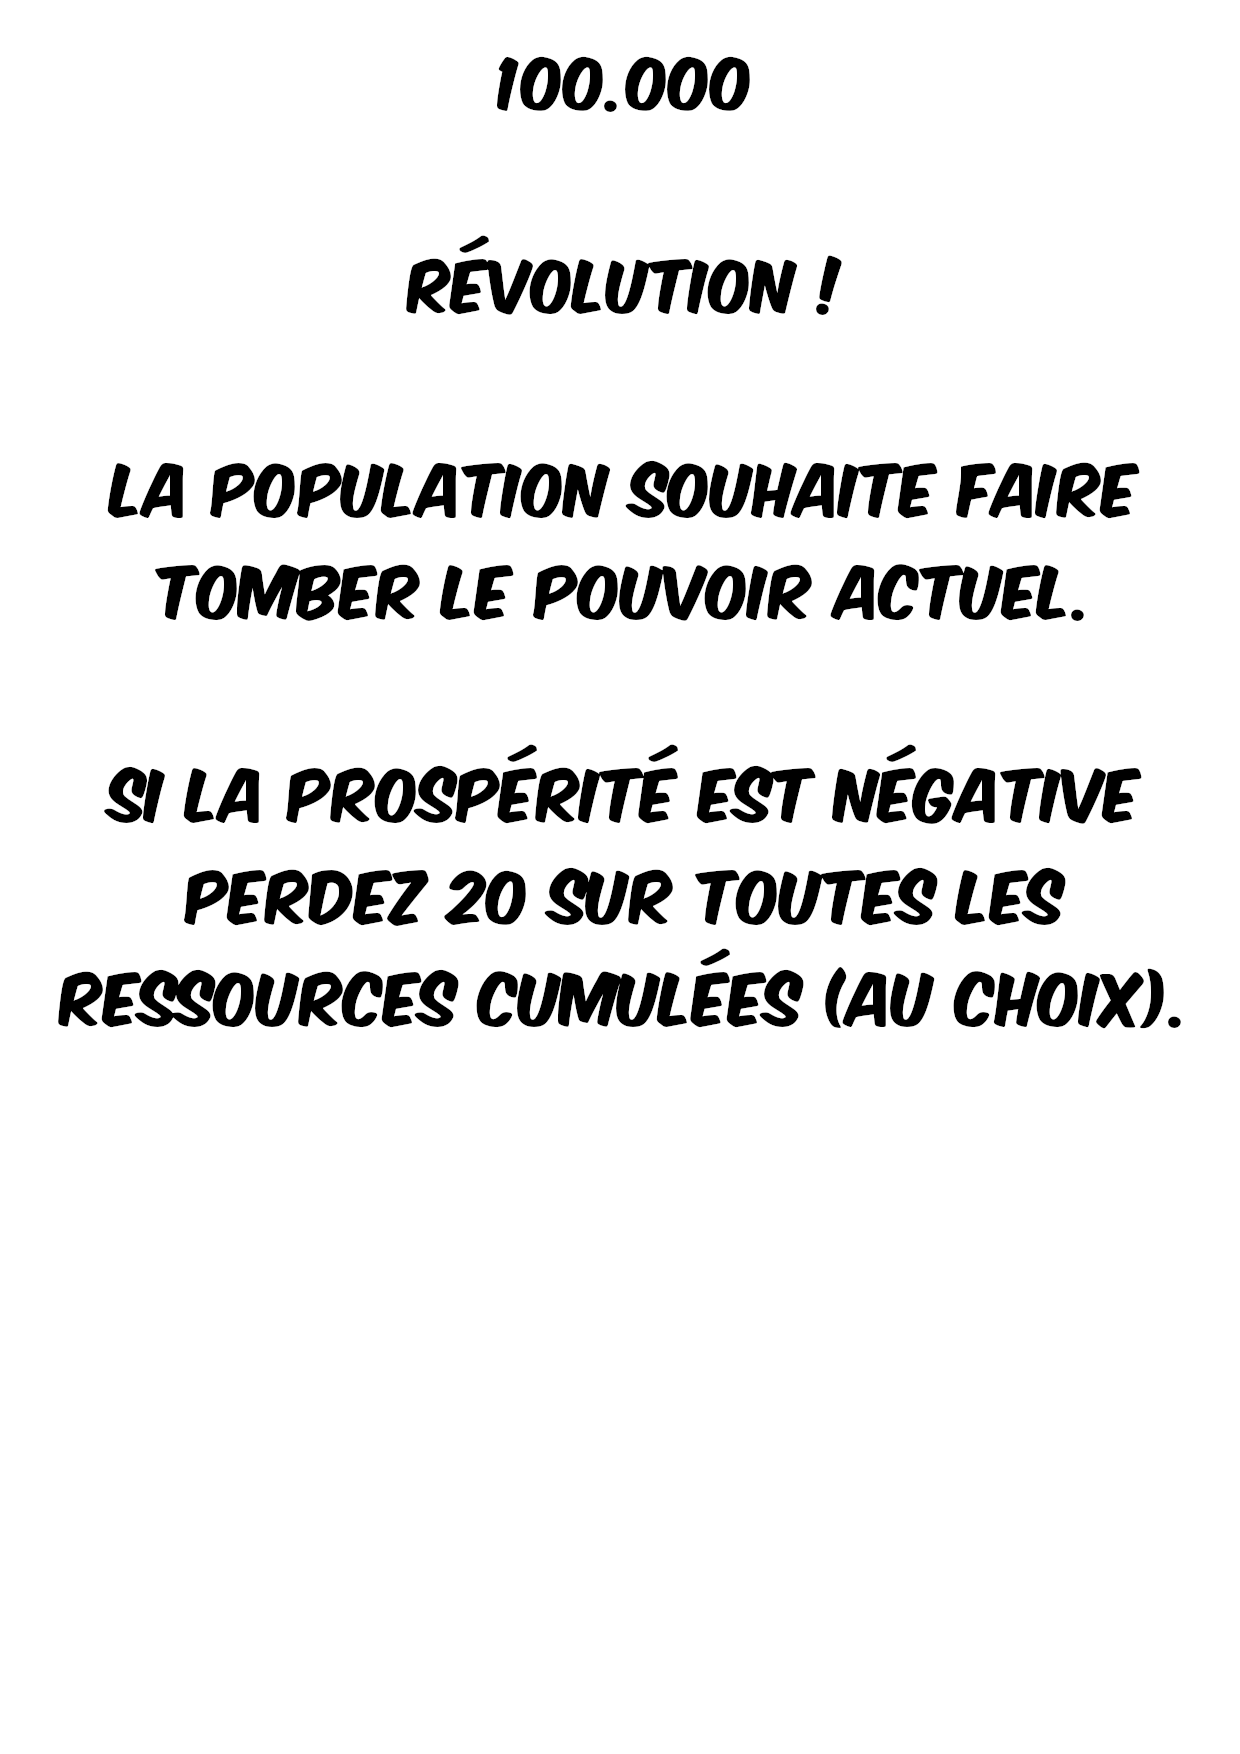 100.000
RÉVOLUTION !
LA POPULATION SOUHAITE FAIRE
TOMBER LE POUVOIR ACTUEL.
SI LA PROSPÉRITÉ EST NÉGATIVE
PERDEZ 20 SUR TOUTES LES
RESSOURCES CUMULÉES (AU CHOIX).